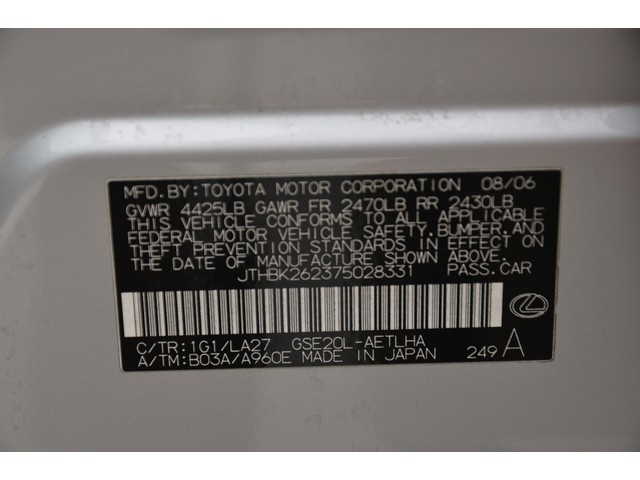 MFD.BY:TOYOTA MOTOR CORPORATION 08/06
GVWR 4425LB GAWR FR 2470LB RR 2430LB
THIS VEHICLE CONFORMS TO ALL APPLICABLE
FEDERAL MOTOR VEHICLE SAFETY,BUMPER,AND
THEFT PREVENTION STANDARDS IN EFFECT ON
THE DATE OF MANUFACTURE SHOWN ABOVE.
JTHBK262375028331 PASS.CAR
C/TR:1G1/LA27 GSE20L-AETLHA
A/TM:B03A/A960E MADE IN JAPAN 249 A